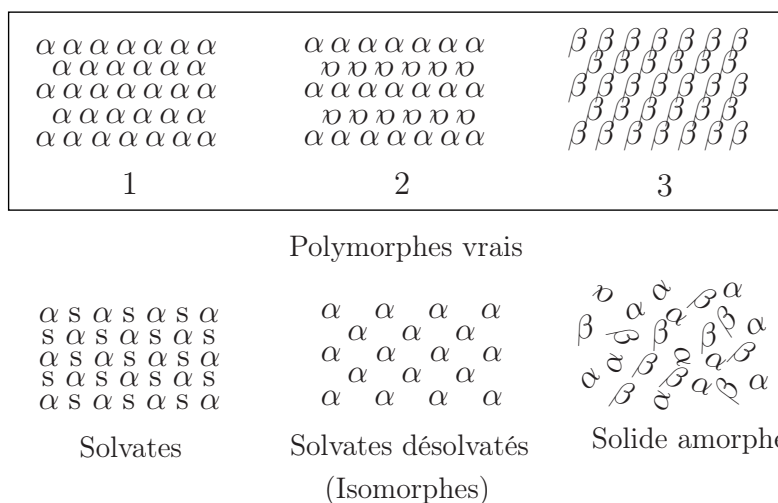 α α α α α α α
α α α α α α
α α α α α α α
α α α α α α
α α α α α α α
1
α α α α α α α
α α α α α α
α α α α α α α
α α α α α α
α α α α α α α
2
β β β β β β β
β β β β β β
β β β β β β β
β β β β β β
β β β β β β β
3
Polymorphes vrais
α s α s α s α
s α s α s α s
α s α s α s α
s α s α s α s
α s α s α s α
Solvates
α α α α
α α α
α α α α
α α α
α α α α
Solvates désolvatés
(Isomorphes)
α α α β α
β β β α β β α
α α β α α β
α β β α β α
α
Solide amorphe